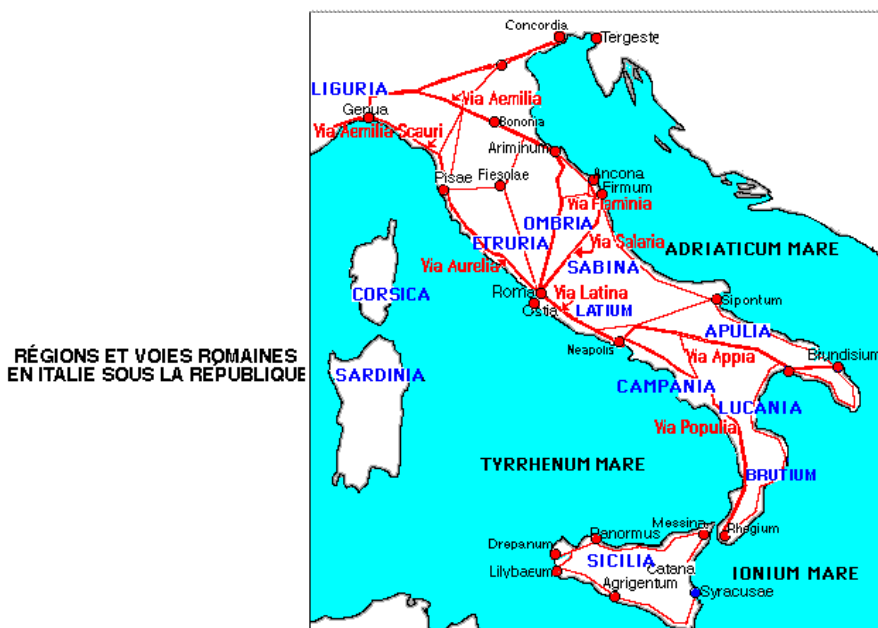 Concordia
Tergeste
LIGURIA
Via Aemilia
Genua
Bononia
Via Aemilia Scauri
Arimihum
Pisae
Fiesolae
Ancona
Firmum
Via Flaminia
OMBRIA
ETRURIA
Via Salaria
ADRIATICUM MARE
Via Aurelia
SABINA
CORSICA
Roma
Via Latina
Ostia
LATIUM
Sipontum
APULIA
Neapolis
RÉGIONS ET VOIES ROMAINES
EN ITALIE SOUS LA REPUBLIQUE
Via Appia
Brundisium
SARDINIA
CAMPANIA
LUCANIA
Via Populia
TYRRHENUM MARE
BRUTIUM
Messina
Panormus
Rhegium
Drepanum
SICILIA
Lilybaeum
Catana
IONIUM MARE
Agrigentum
Syracusae